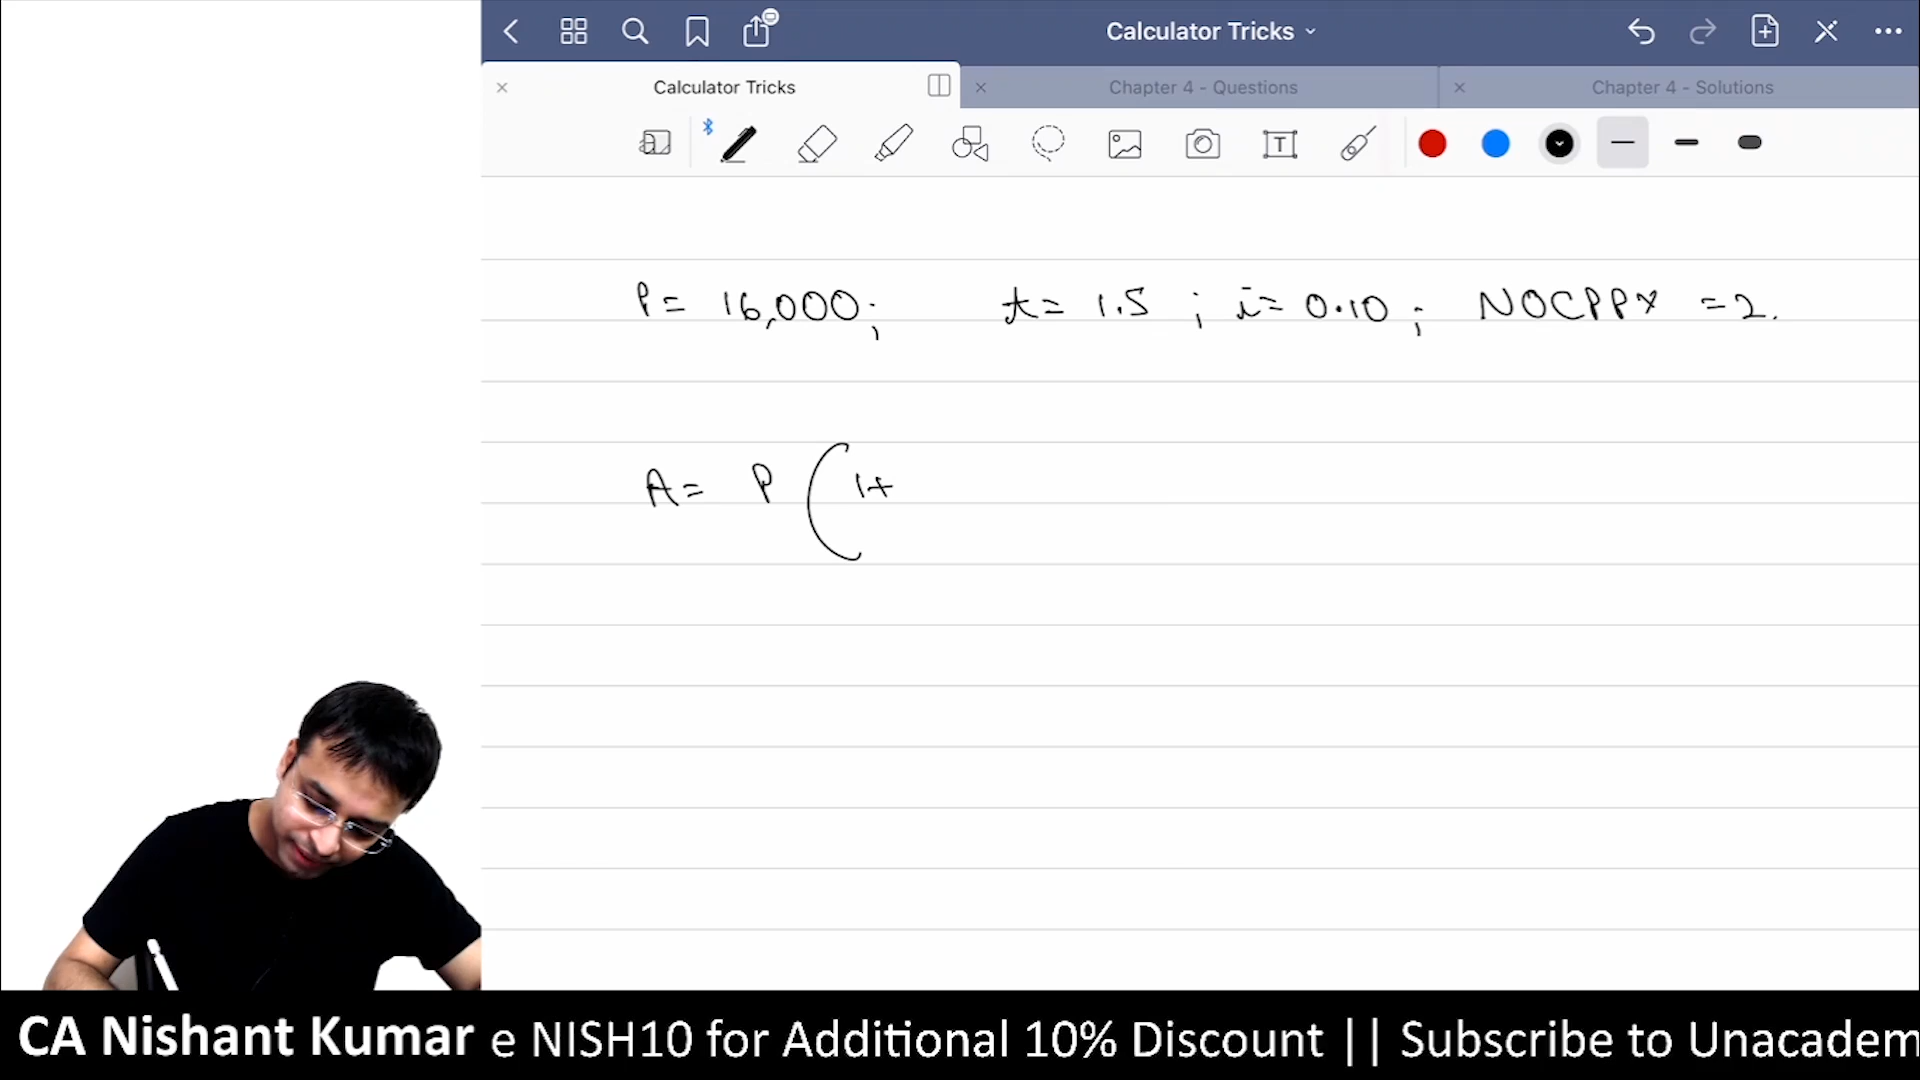 Calculator Tricks
Calculator Tricks
Chapter 4 - Questions
Chapter 4 - Solutions
P= 16,000; t= 1.5 ; i= 0.10 ; NOCPPY = 2.
A= P ( 1+
CA Nishant Kumar e NISH10 for Additional 10% Discount || Subscribe to Unacadem